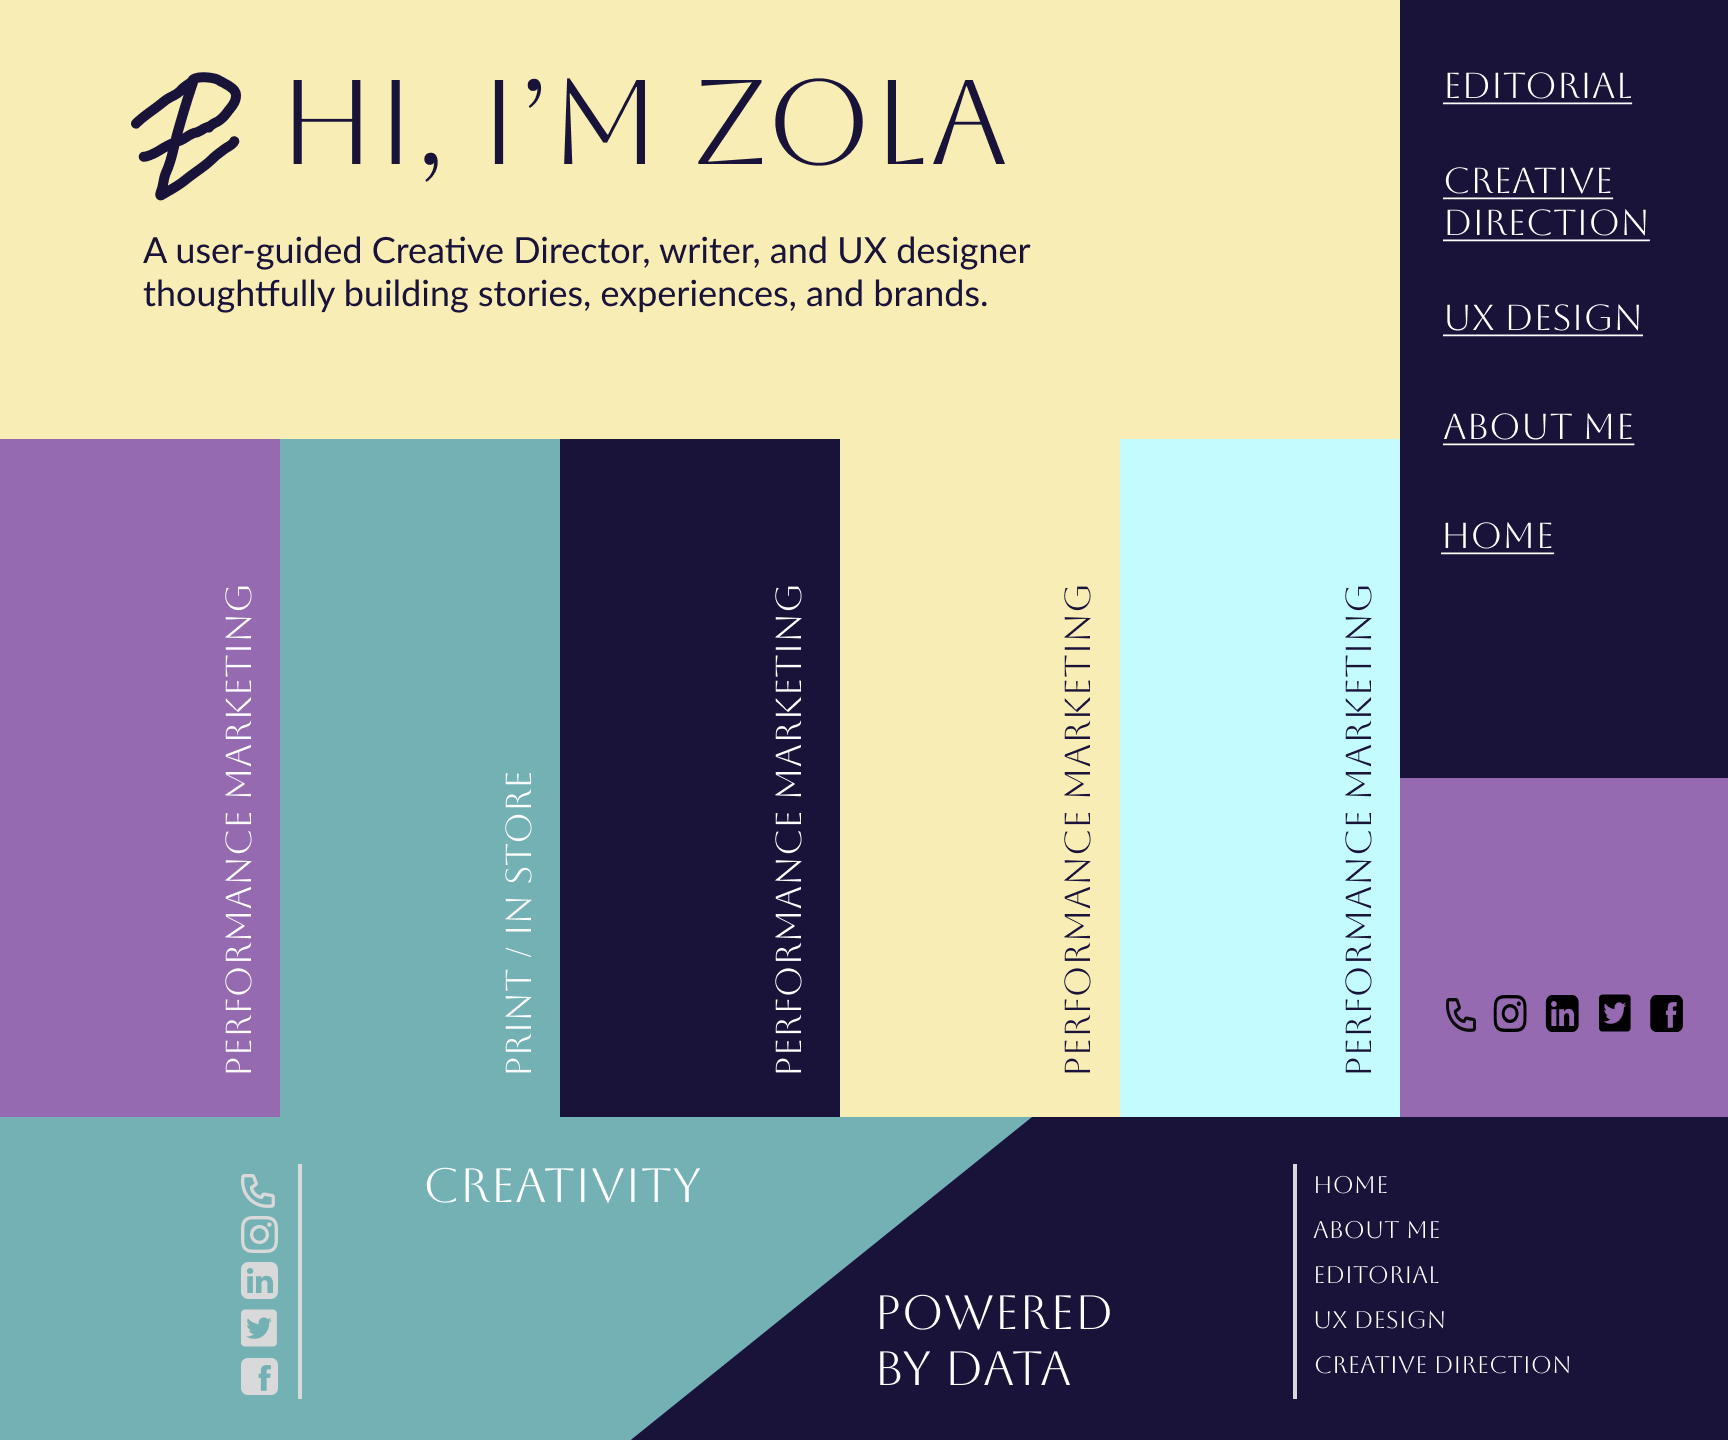 HI, I’M ZOLA
A user-guided Creative Director, writer, and UX designer
thoughtfully building stories, experiences, and brands.
EDITORIAL
CREATIVE
DIRECTION
UX DESIGN
ABOUT ME
HOME
PERFORMANCE MARKETING
PRINT / IN STORE
PERFORMANCE MARKETING
PERFORMANCE MARKETING
PERFORMANCE MARKETING
CREATIVITY
POWERED
BY DATA
HOME
ABOUT ME
EDITORIAL
UX DESIGN
CREATIVE DIRECTION